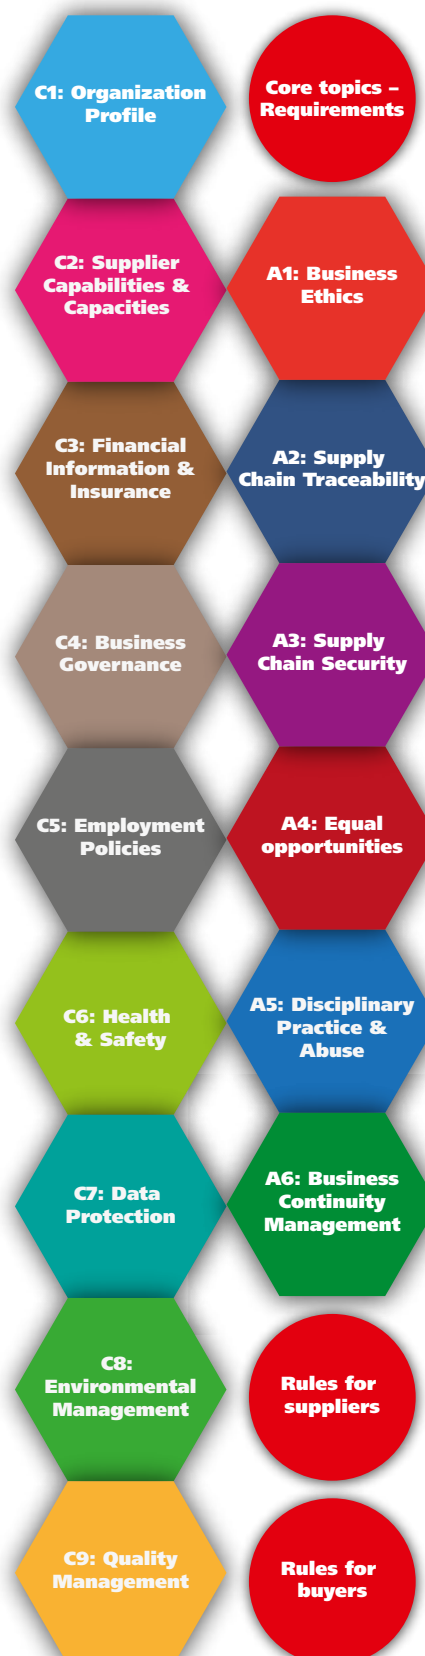 C1: Organization
Profile
Core topics –
Requirements
C2: Supplier
Capabilities &
Capacities
A1: Business
Ethics
C3: Financial
Information &
Insurance
A2: Supply
Chain Traceability
C4: Business
Governance
A3: Supply
Chain Security
C5: Employment
Policies
A4: Equal
opportunities
C6: Health
& Safety
A5: Disciplinary
Practice &
Abuse
C7: Data
Protection
A6: Business
Continuity
Management
C8:
Environmental
Management
Rules for
suppliers
C9: Quality
Management
Rules for
buyers